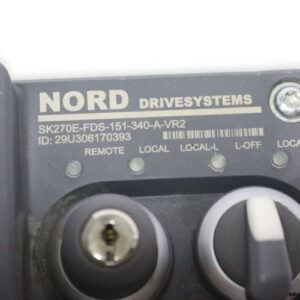 NORD DRIVESYSTEMS
SK270E-FDS-151-340-A-VR2
ID: 29U306170393
REMOTE LOCAL LOCAL-L L-OFF